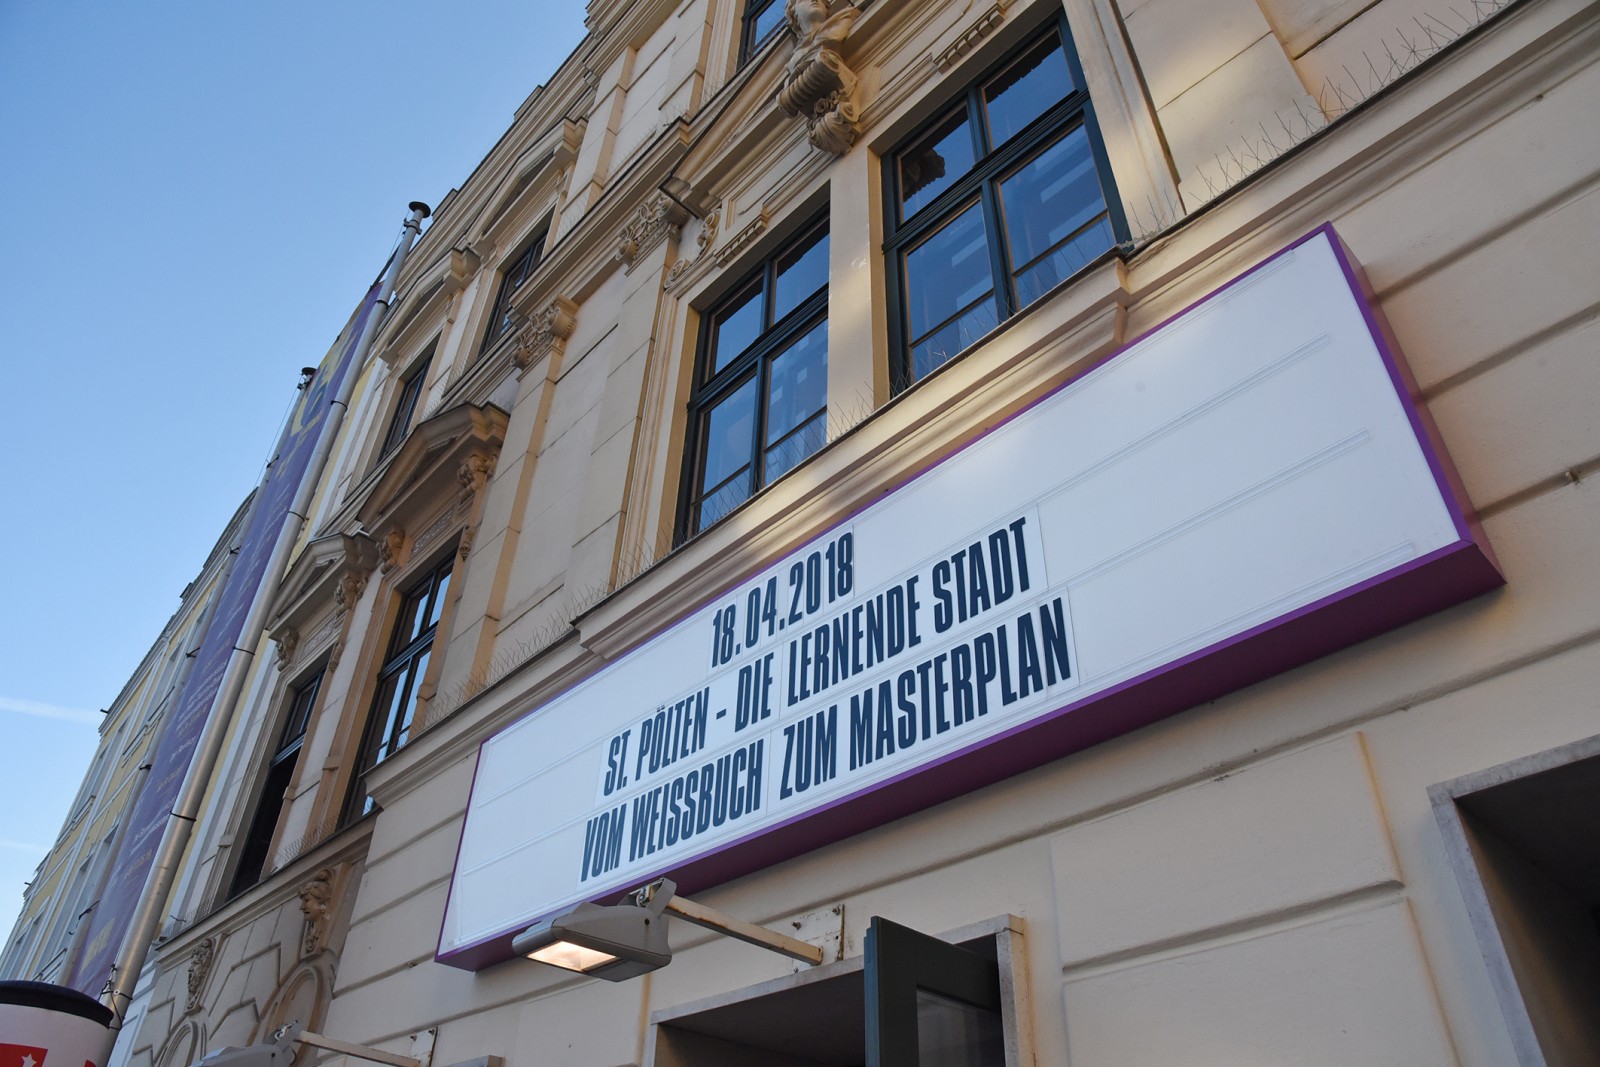 18.04.2018
ST. PÖLTEN - DIE LERNENDE STADT
VOM WEISSBUCH ZUM MASTERPLAN